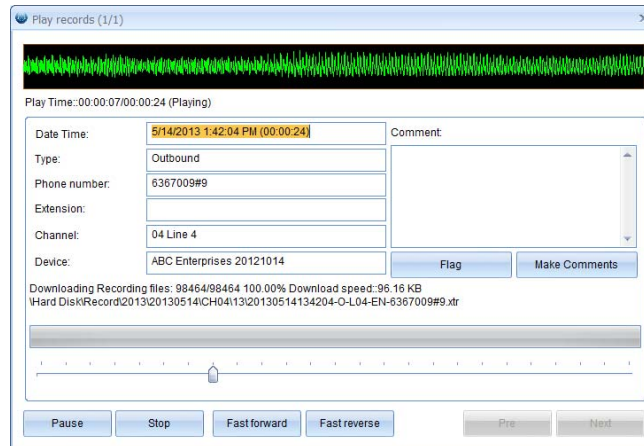 Play records (1/1)
Play Time::00:00:07/00:00:24 (Playing)
Date Time: 5/14/2013 1:42:04 PM (00:00:24) Comment:
Type: Outbound
Phone number: 6367009#9
Extension:
Channel: 04 Line 4
Device: ABC Enterprises 20121014 Flag Make Comments
Downloading Recording files: 98464/98464 100.00% Download speed::96.16 KB
\Hard Disk\Record\2013\20130514\CH04\13\20130514134204-O-L04-EN-6367009#9.xtr
Pause Stop Fast forward Fast reverse Pre Next